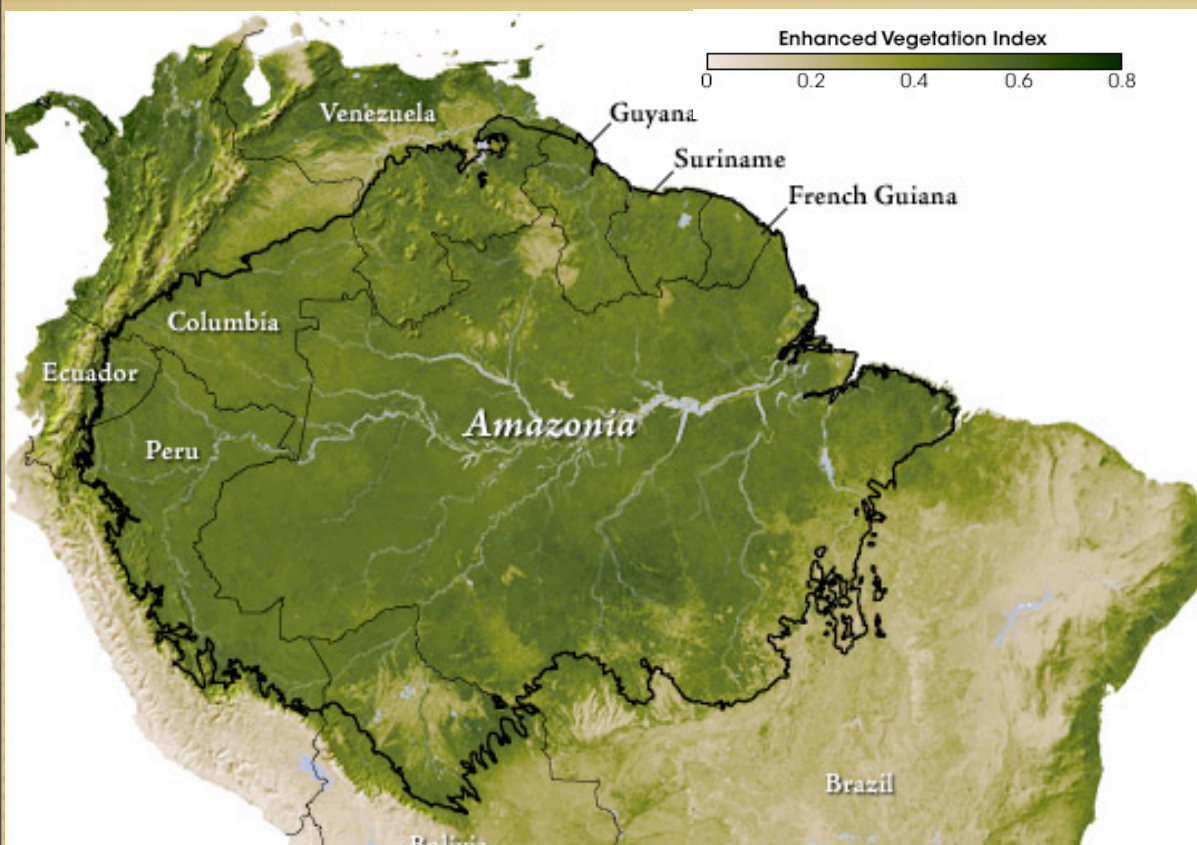 Enhanced Vegetation Index
0 0.2 0.4 0.6 0.8
Venezuela
Guyana
Suriname
French Guiana
Columbia
Ecuador
Amazonia
Peru
Brazil
Bolivia